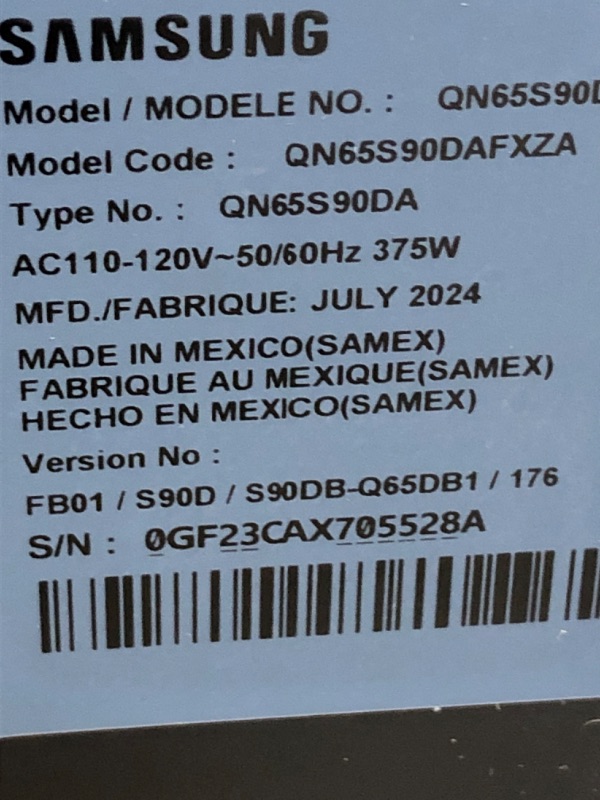 SAMSUNG
Model / MODELE NO. : QN65S90D
Model Code : QN65S90DAFXZA
Type No. : QN65S90DA
AC110-120V~50/60Hz 375W
MFD./FABRIQUE: JULY 2024
MADE IN MEXICO(SAMEX)
FABRIQUE AU MEXIQUE(SAMEX)
HECHO EN MEXICO(SAMEX)
Version No :
FB01 / S90D / S90DB-Q65DB1 / 176
S/N : 0GF23CAX705528A